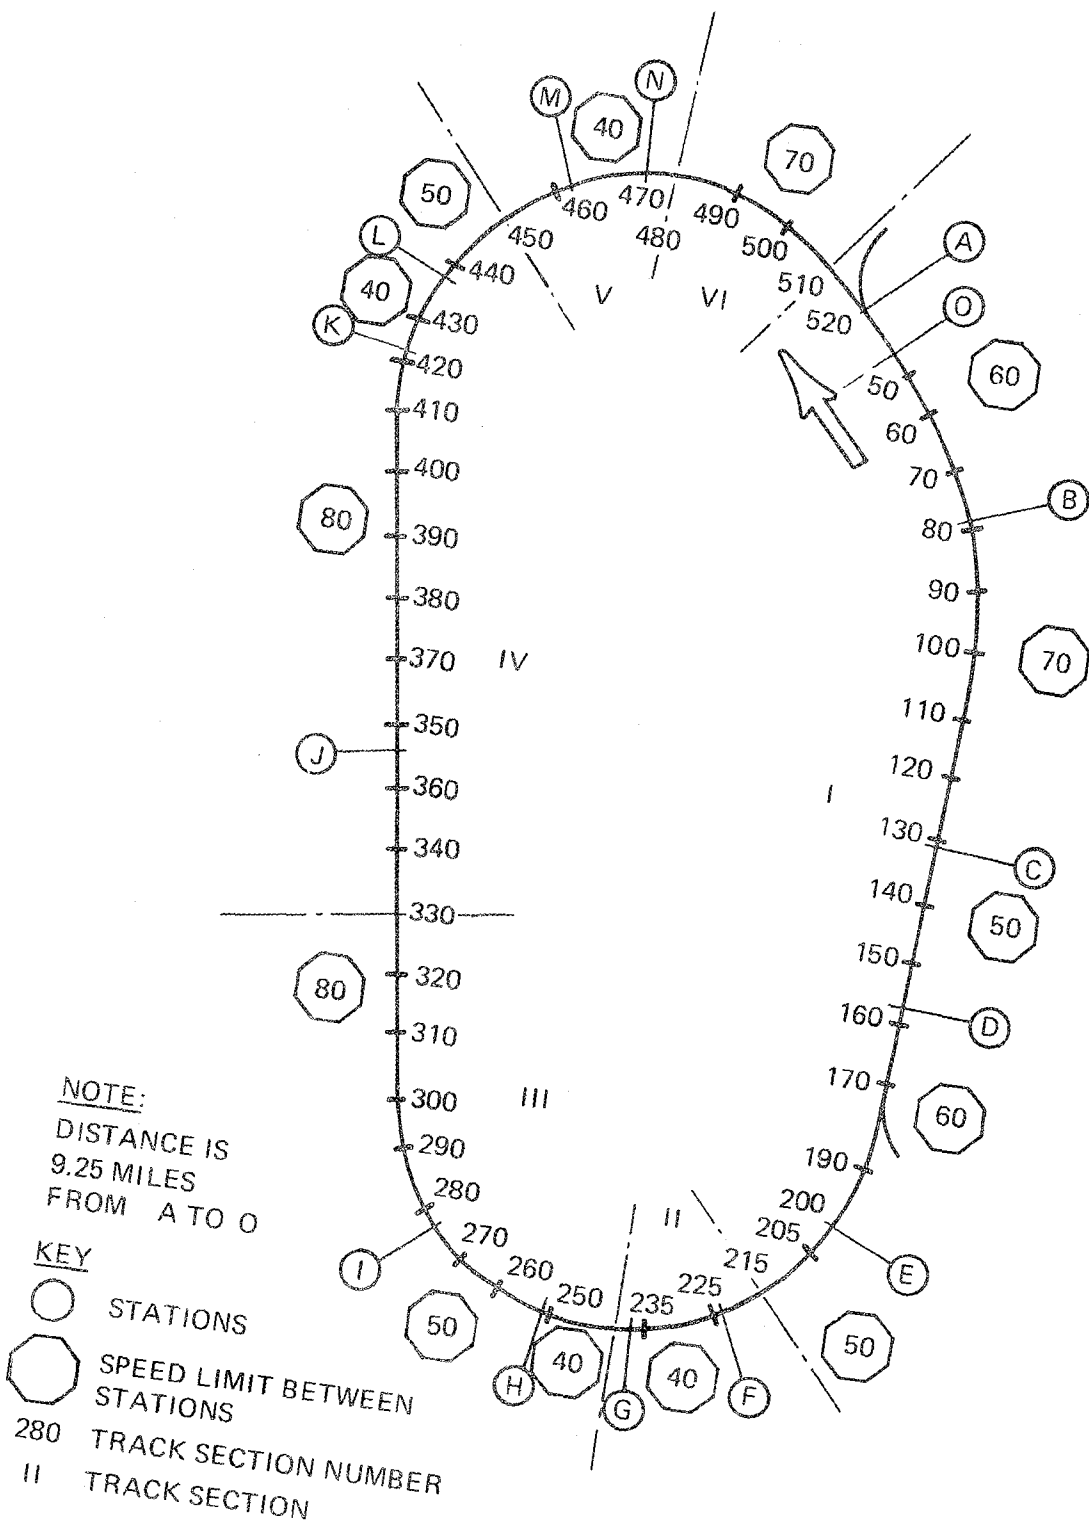 N
M
40
70
50
470
460
490
L
450
480
500
A
440
V
VI
510
40
K
430
520
O
420
50
60
410
60
400
70
B
80
390
80
380
90
370
IV
100
70
350
110
J
120
360
I
340
130
C
140
50
330
150
80
320
160
D
310
170
60
NOTE:
DISTANCE IS
9.25 MILES
FROM A TO O
300
III
290
190
280
200
II
270
205
215
I
260
250
235
225
E
50
H
40
G
40
F
50
KEY
STATIONS
SPEED LIMIT BETWEEN
STATIONS
280 TRACK SECTION NUMBER
II TRACK SECTION